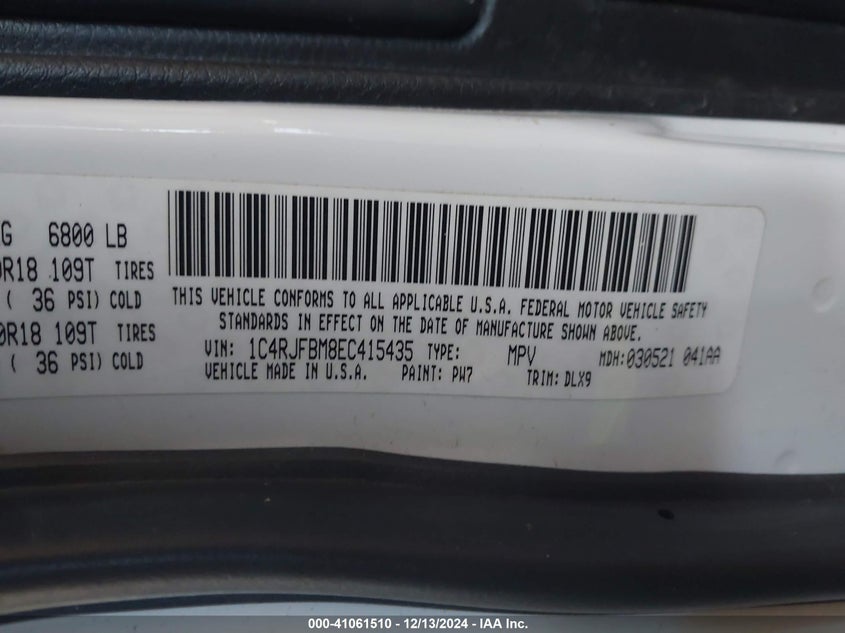 G 6800 LB
0R18 109T TIRES
( 36 PSI) COLD
0R18 109T TIRES
( 36 PSI) COLD
THIS VEHICLE CONFORMS TO ALL APPLICABLE U.S.A. FEDERAL MOTOR VEHICLE SAFETY
STANDARDS IN EFFECT ON THE DATE OF MANUFACTURE SHOWN ABOVE.
VIN: 1C4RJFBM8EC415435 TYPE: MPV MDH:030521 041AA
VEHICLE MADE IN U.S.A. PAINT: PW7 TRIM: DLX9
000-41061510 - 12/13/2024 - IAA Inc.